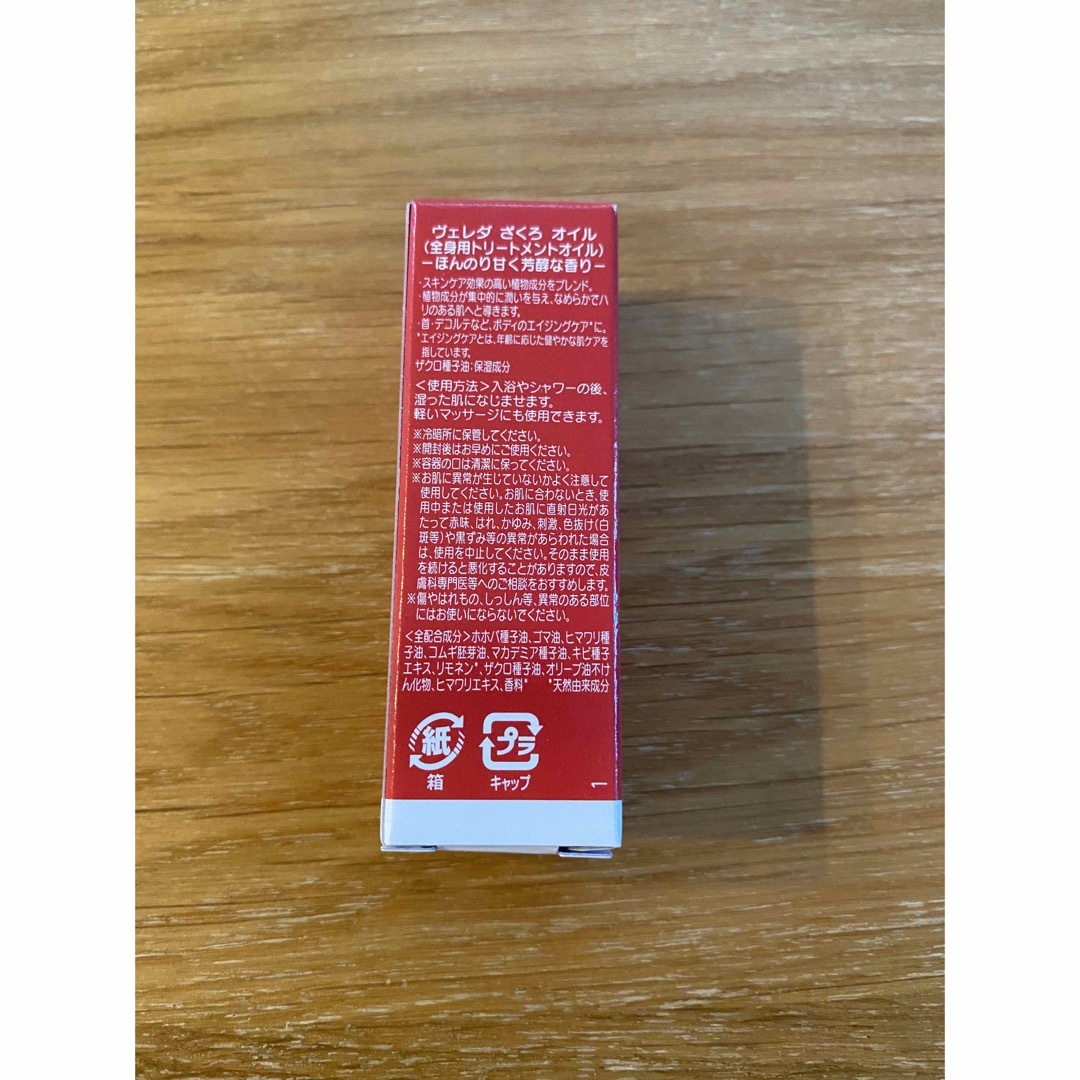 ヴェレダ ざくろ オイル
(全身用トリートメントオイル)
－ほんのり甘く芳醇な香り－
・スキンケア効果の高い植物成分をブレンド。
・植物成分が集中的に潤いを与え、なめらかでハ
リのある肌へと導きます。
・首・デコルテなど、ボディのエイジングケア*に。
*エイジングケアとは、年齢に応じた健やかな肌ケアを
指しています。
ザクロ種子油：保湿成分
＜使用方法＞入浴やシャワーの後、
湿った肌になじませます。
軽いマッサージにも使用できます。
※冷暗所に保管してください。
※開封後はお早めにご使用ください。
※容器の口は清潔に保ってください。
※お肌に異常が生じていないかよく注意して
使用してください。お肌に合わないとき、使
用中または使用したお肌に直射日光があ
たって赤味、はれ、かゆみ、刺激、色抜け(白
斑等)や黒ずみ等の異常があらわれた場合
は、使用を中止してください。そのまま使用
を続けると悪化することがありますので、皮
膚科専門医等へのご相談をおすすめします。
※傷やはれもの、しっしん等、異常のある部位
にはお使いにならないでください。
＜全配合成分＞ホホバ種子油、ゴマ油、ヒマワリ種
子油、コムギ胚芽油、マカデミア種子油、キビ種子
エキス、リモネン*、ザクロ種子油、オリーブ油不け
ん化物、ヒマワリエキス、香料* *天然由来成分
紙 プラ
箱 キャップ
1